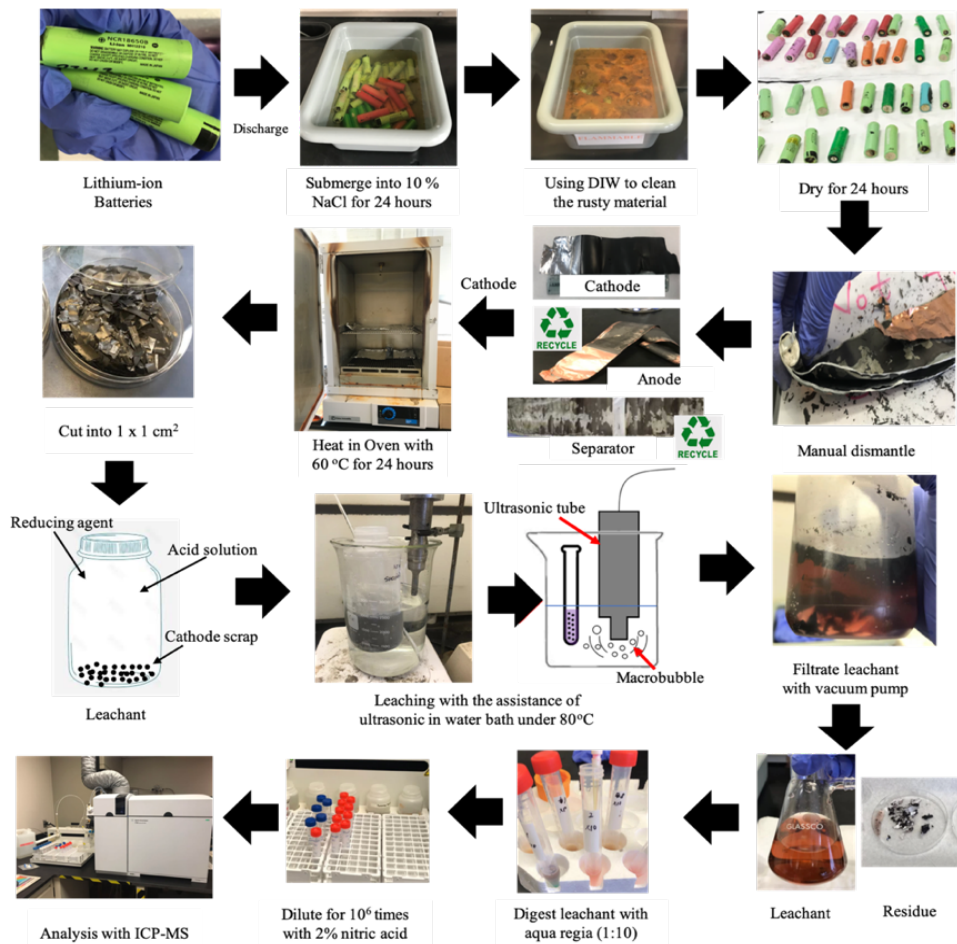 NCR18650B
Discharge
Lithium-ion
Batteries
Submerge into 10 %
NaCl for 24 hours
FLAMMABLES
Using DIW to clean
the rusty material
Dry for 24 hours
Cathode
Cathode
RECYCLE
Anode
Separator
RECYCLE
Manual dismantle
Heat in Oven with
60 °C for 24 hours
Cut into 1 x 1 cm²
Reducing agent
Acid solution
Cathode scrap
Leachant
Ultrasonic tube
Macrobubble
Leaching with the assistance of
ultrasonic in water bath under 80°C
Filtrate leachant
with vacuum pump
GLASSCO
Leachant
Residue
Digest leachant with
aqua regia (1:10)
Dilute for 10⁶ times
with 2% nitric acid
Analysis with ICP-MS